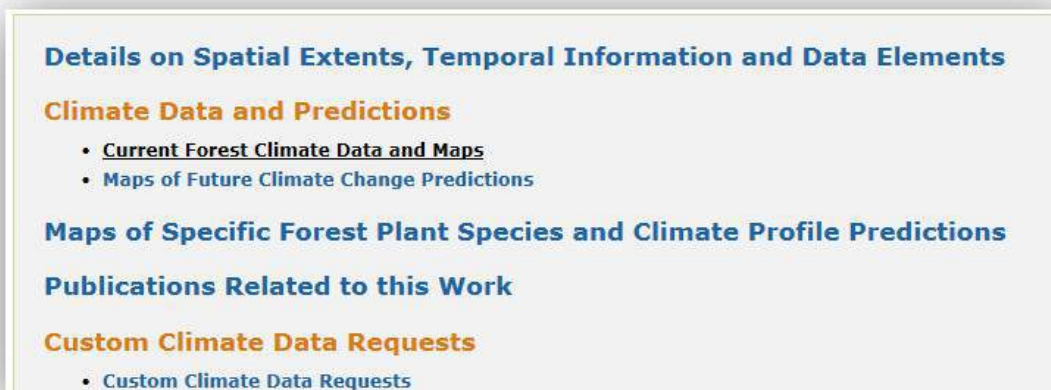 Details on Spatial Extents, Temporal Information and Data Elements
Climate Data and Predictions
• Current Forest Climate Data and Maps
• Maps of Future Climate Change Predictions
Maps of Specific Forest Plant Species and Climate Profile Predictions
Publications Related to this Work
Custom Climate Data Requests
• Custom Climate Data Requests